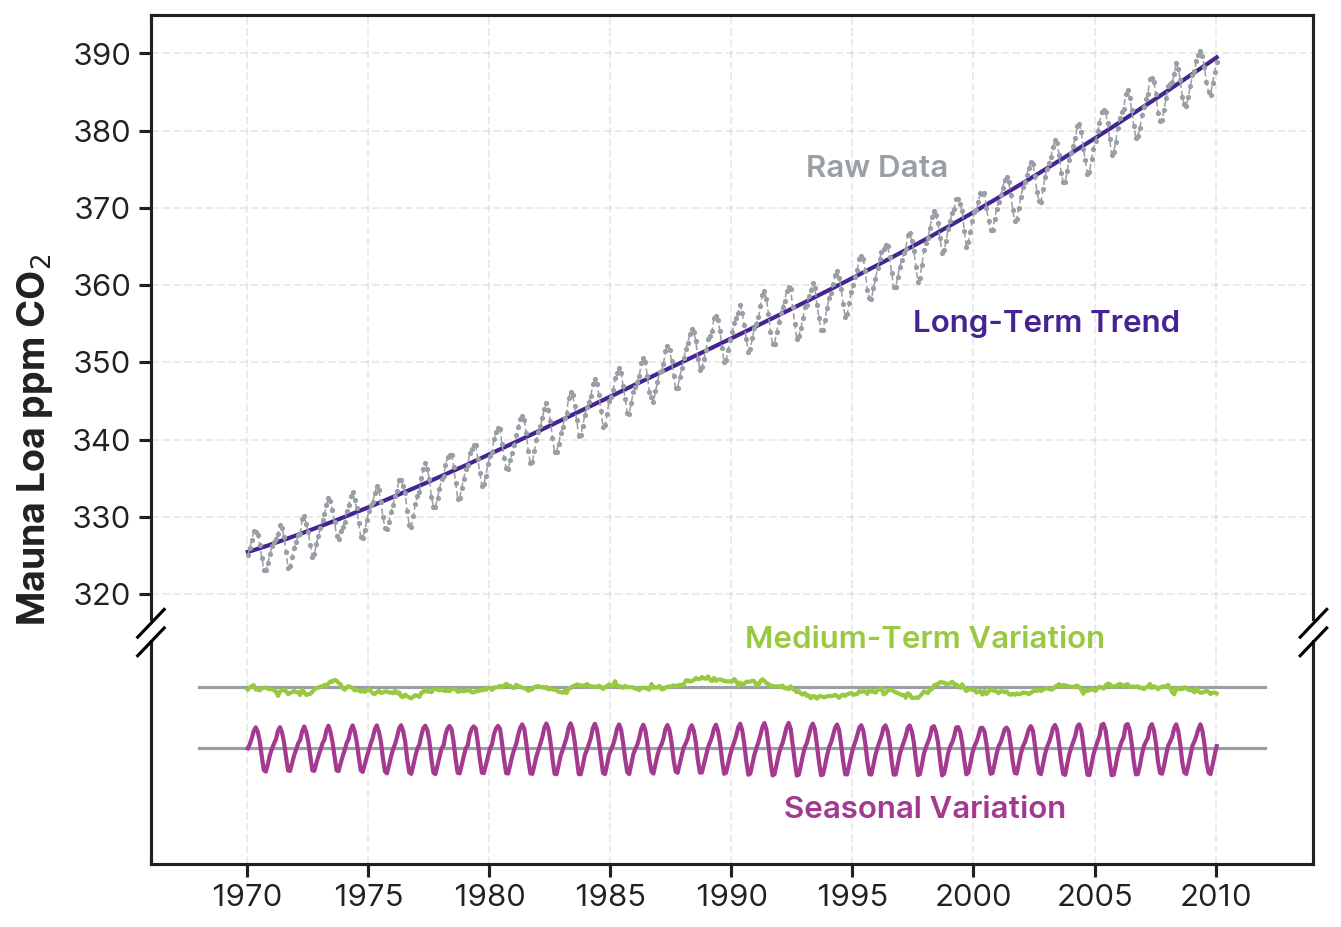 390
380
370
360
350
340
330
320
Mauna Loa ppm CO₂
Raw Data
Long-Term Trend
Medium-Term Variation
Seasonal Variation
1970 1975 1980 1985 1990 1995 2000 2005 2010